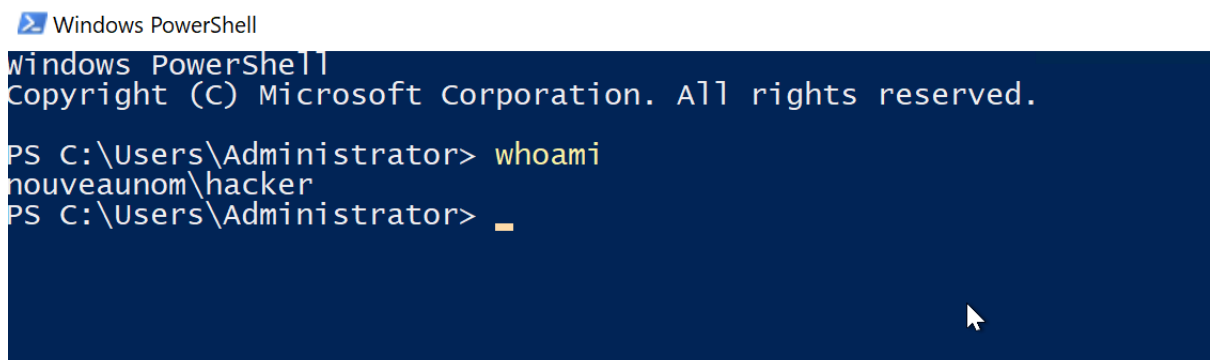 Windows PowerShell
Windows PowerShell
Copyright (C) Microsoft Corporation. All rights reserved.
PS C:\Users\Administrator> whoami
nouveaunom\hacker
PS C:\Users\Administrator>